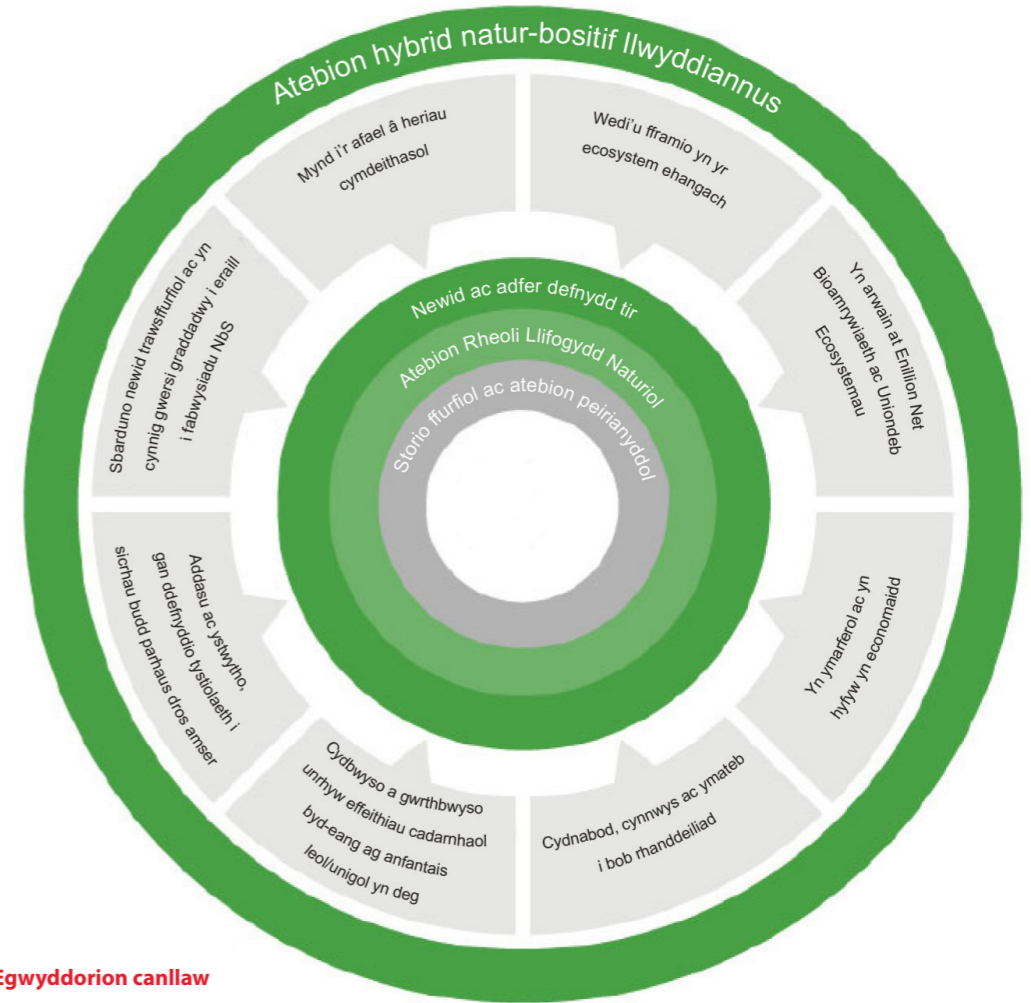 Atebion hybrid natur-bositif llwyddiannus
Mynd i'r afael â heriau
cymdeithasol
Wedi'u fframio yn yr
ecosystem ehangach
Yn arwain at Enillion Net
Bioamrywiaeth ac Uniondeb
Ecosystemau
Yn ymarferol ac yn
hyfyw yn economaidd
Cydnabod, cynnwys ac ymateb
i bob rhanddeiliad
Cydbwyso a gwrthbwyso
unrhyw effeithiau cadarnhaol
byd-eang ag anfantais
leol/unigol yn deg
Addasu ac ystwytho,
gan ddefnyddio tystiolaeth i
sicrhau budd parhaus dros amser
Sbarduno newid trawsffurfiol ac yn
cynnig gwersi graddadwy i eraill
i fabwysiadu NbS
Newid ac adfer defnydd tir
Atebion Rheoli Llifogydd Naturiol
Storio ffurfiol ac atebion peirianyddol
Egwyddorion canllaw